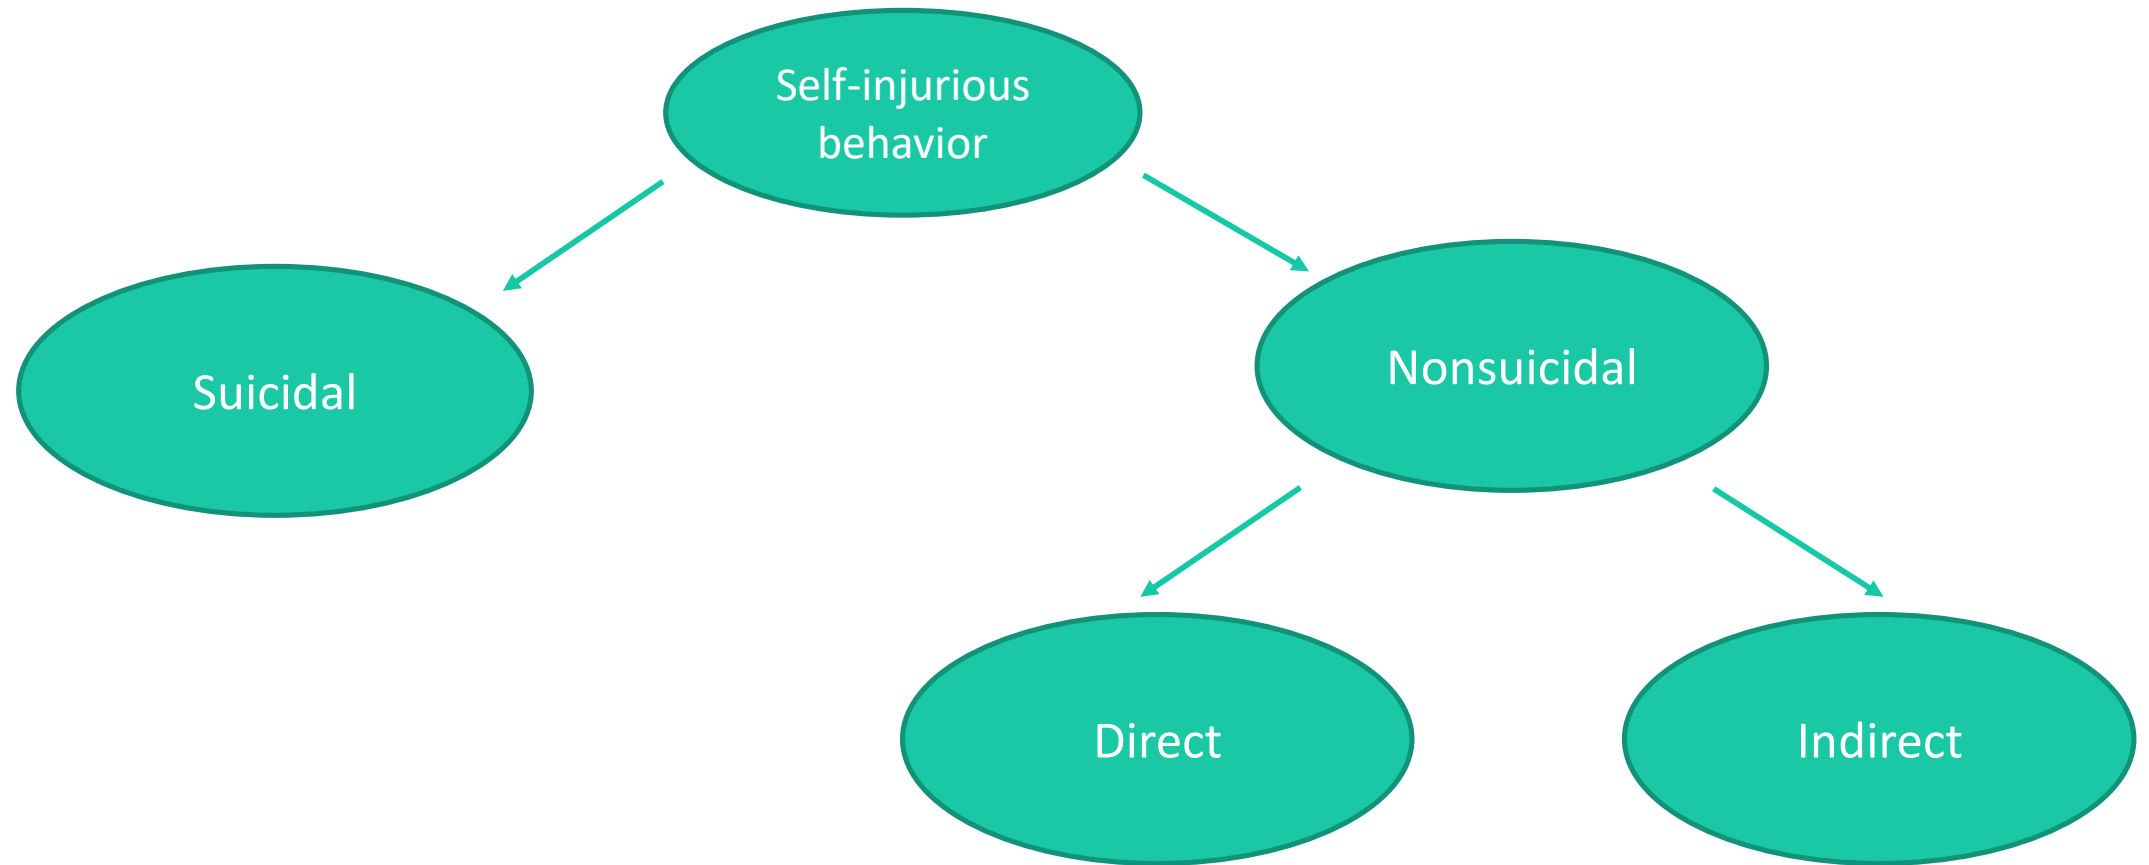 Self-injurious
behavior
Suicidal
Nonsuicidal
Direct
Indirect